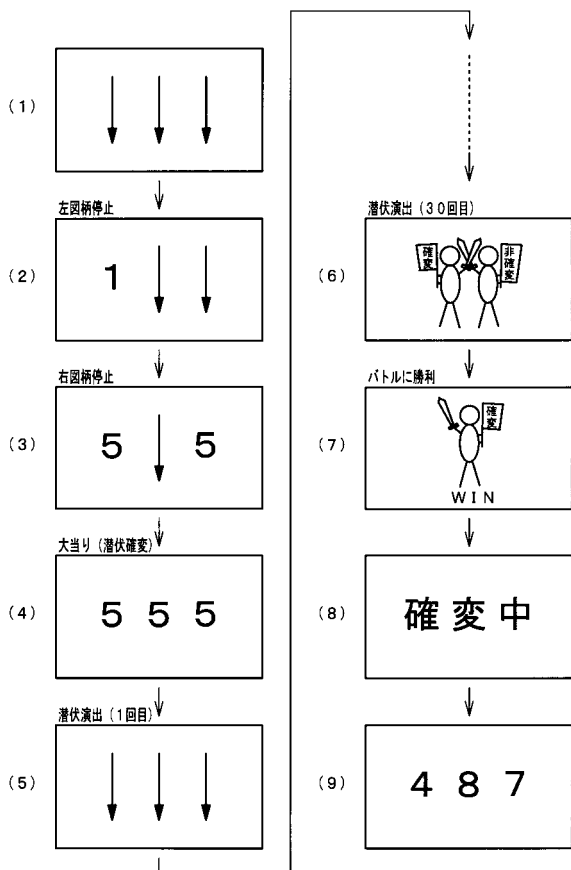 (1)
左図柄停止
(2)
1
右図柄停止
(3)
5 5
大当り(潜伏確変)
(4)
5 5 5
潜伏演出(1回目)
(5)
潜伏演出(30回目)
(6)
確変
非確変
バトルに勝利
(7)
確変
WIN
(8)
確変中
(9)
4 8 7